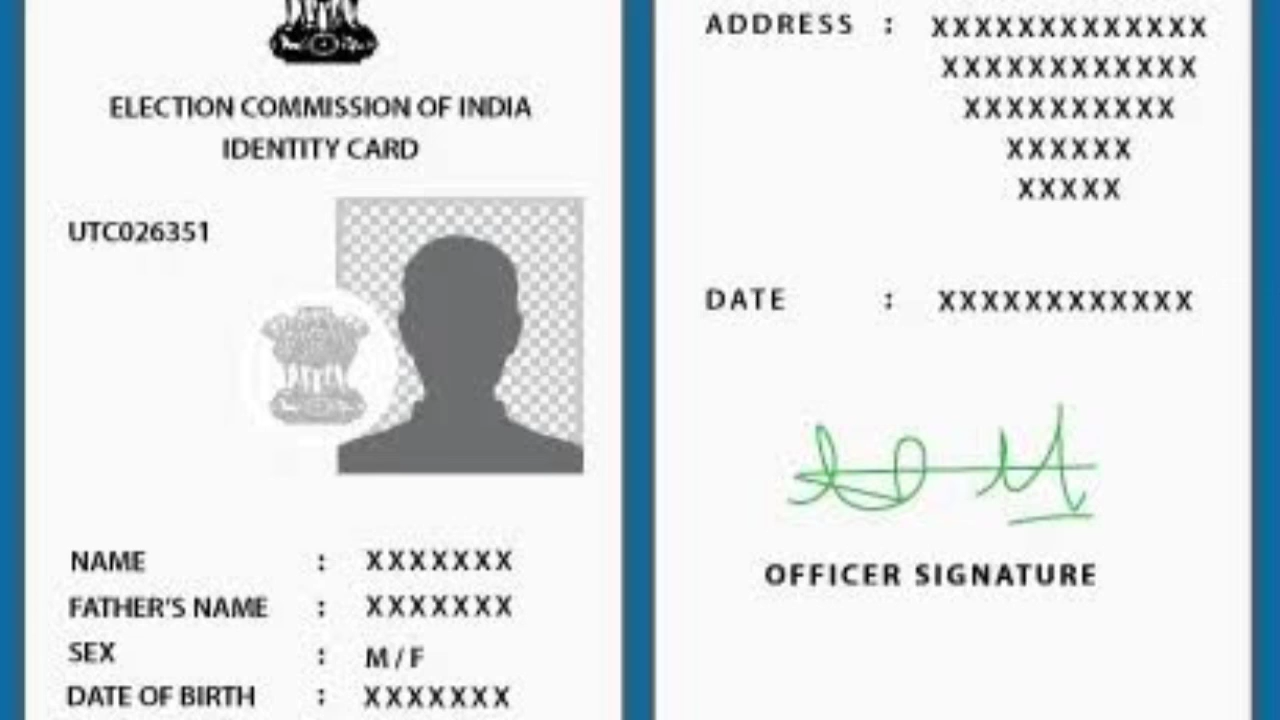 ELECTION COMMISSION OF INDIA
IDENTITY CARD
UTC026351
NAME : XXXXXXX
FATHER'S NAME : XXXXXXX
SEX : M / F
DATE OF BIRTH : XXXXXXX
ADDRESS : XXXXXXXXXXXXX
XXXXXXXXXXXX
XXXXXXXXXX
XXXXXX
XXXXX
DATE : XXXXXXXXXXXX
OFFICER SIGNATURE